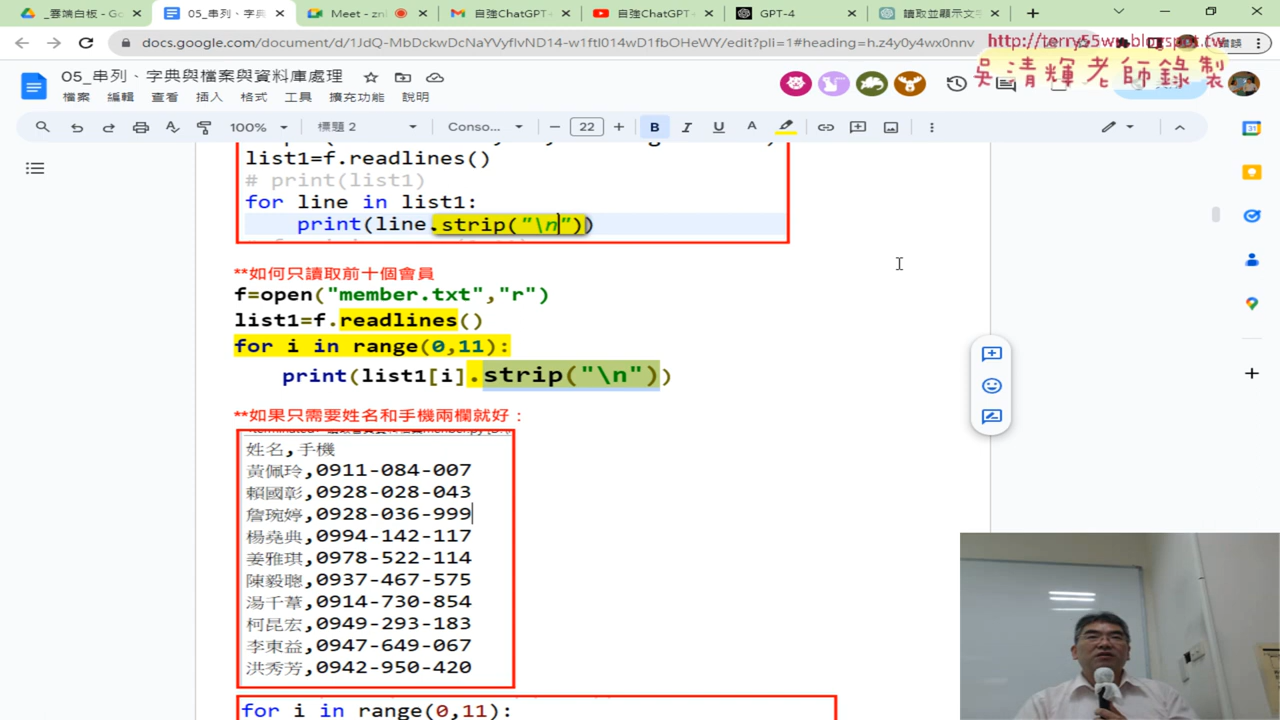 _雲端白板 - Go
05_串列、字典
Meet - zn
自強ChatGPT+
自強ChatGPT+
GPT-4
讀取並顯示文字
docs.google.com/document/d/1JdQ-MbDckwDcNaYVyflvND14-w1ftl014wD1fbOHeWY/edit?pli=1#heading=h.z4y0y4wx0nnv
http://terry55wu.blogspot.tw
吳清輝老師錄製
05_串列、字典與檔案與資料庫處理
檔案 編輯 查看 插入 格式 工具 擴充功能 說明
100% 標題 2 Conso... 22 B I U A
list1=f.readlines()
# print(list1)
for line in list1:
print(line.strip("\n"))
**如何只讀取前十個會員
f=open("member.txt","r")
list1=f.readlines()
for i in range(0,11):
print(list1[i].strip("\n"))
**如果只需要姓名和手機兩欄就好：
姓名,手機
黃佩玲,0911-084-007
賴國彰,0928-028-043
詹琬婷,0928-036-999
楊堯典,0994-142-117
姜雅琪,0978-522-114
陳毅聰,0937-467-575
湯千葦,0914-730-854
柯昆宏,0949-293-183
李東益,0947-649-067
洪秀芳,0942-950-420
for i in range(0,11):